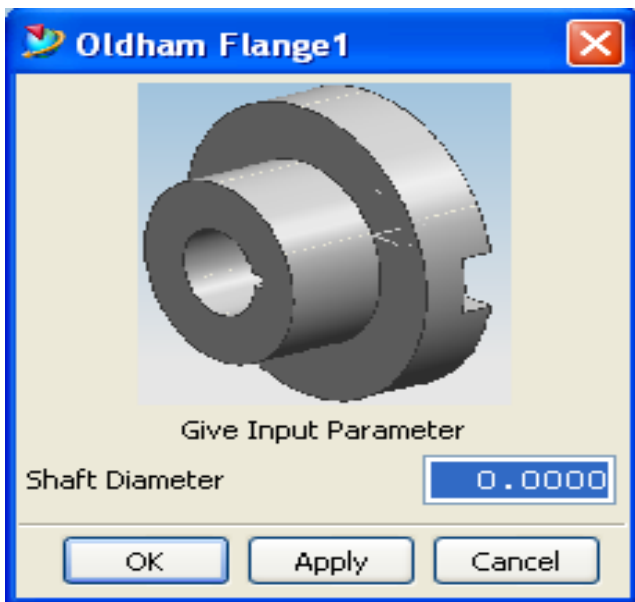 Oldham Flange1
Give Input Parameter
Shaft Diameter 0.0000
OK Apply Cancel